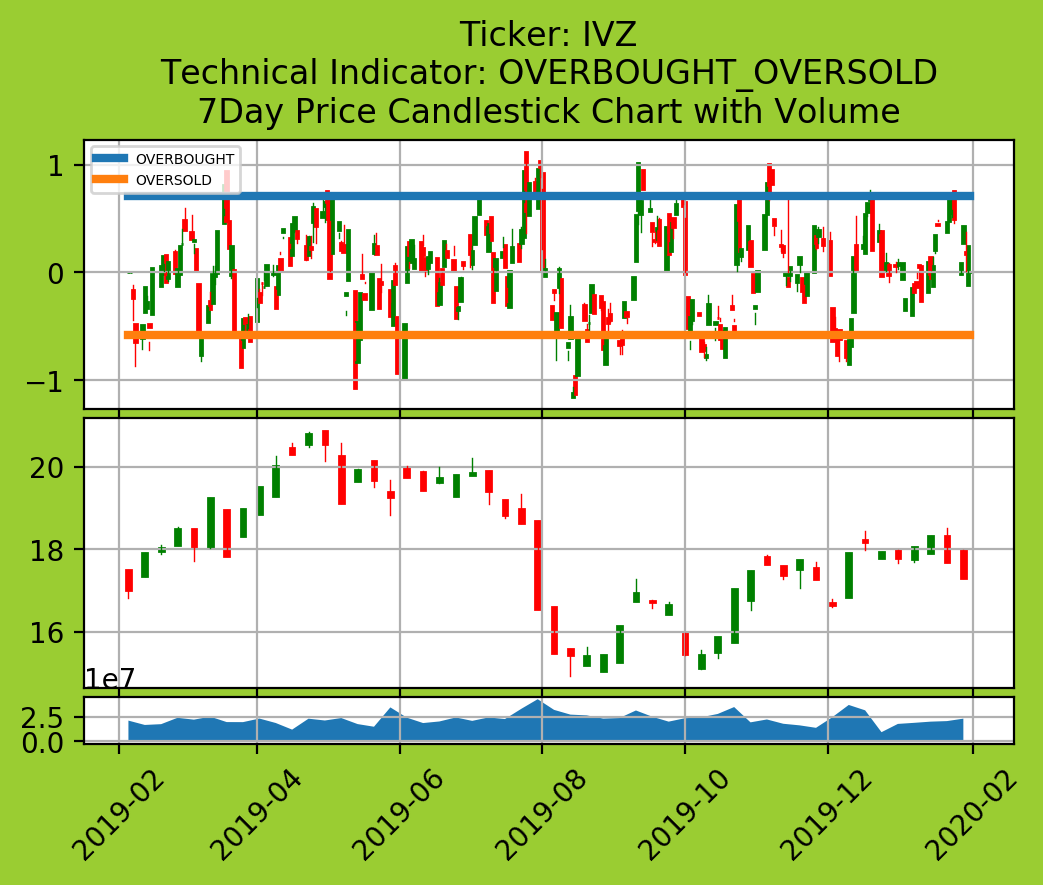 Ticker: IVZ
Technical Indicator: OVERBOUGHT_OVERSOLD
7Day Price Candlestick Chart with Volume
OVERBOUGHT
OVERSOLD
1
0
−1
20
18
16
1e7
2.5
0.0
2019-02
2019-04
2019-06
2019-08
2019-10
2019-12
2020-02